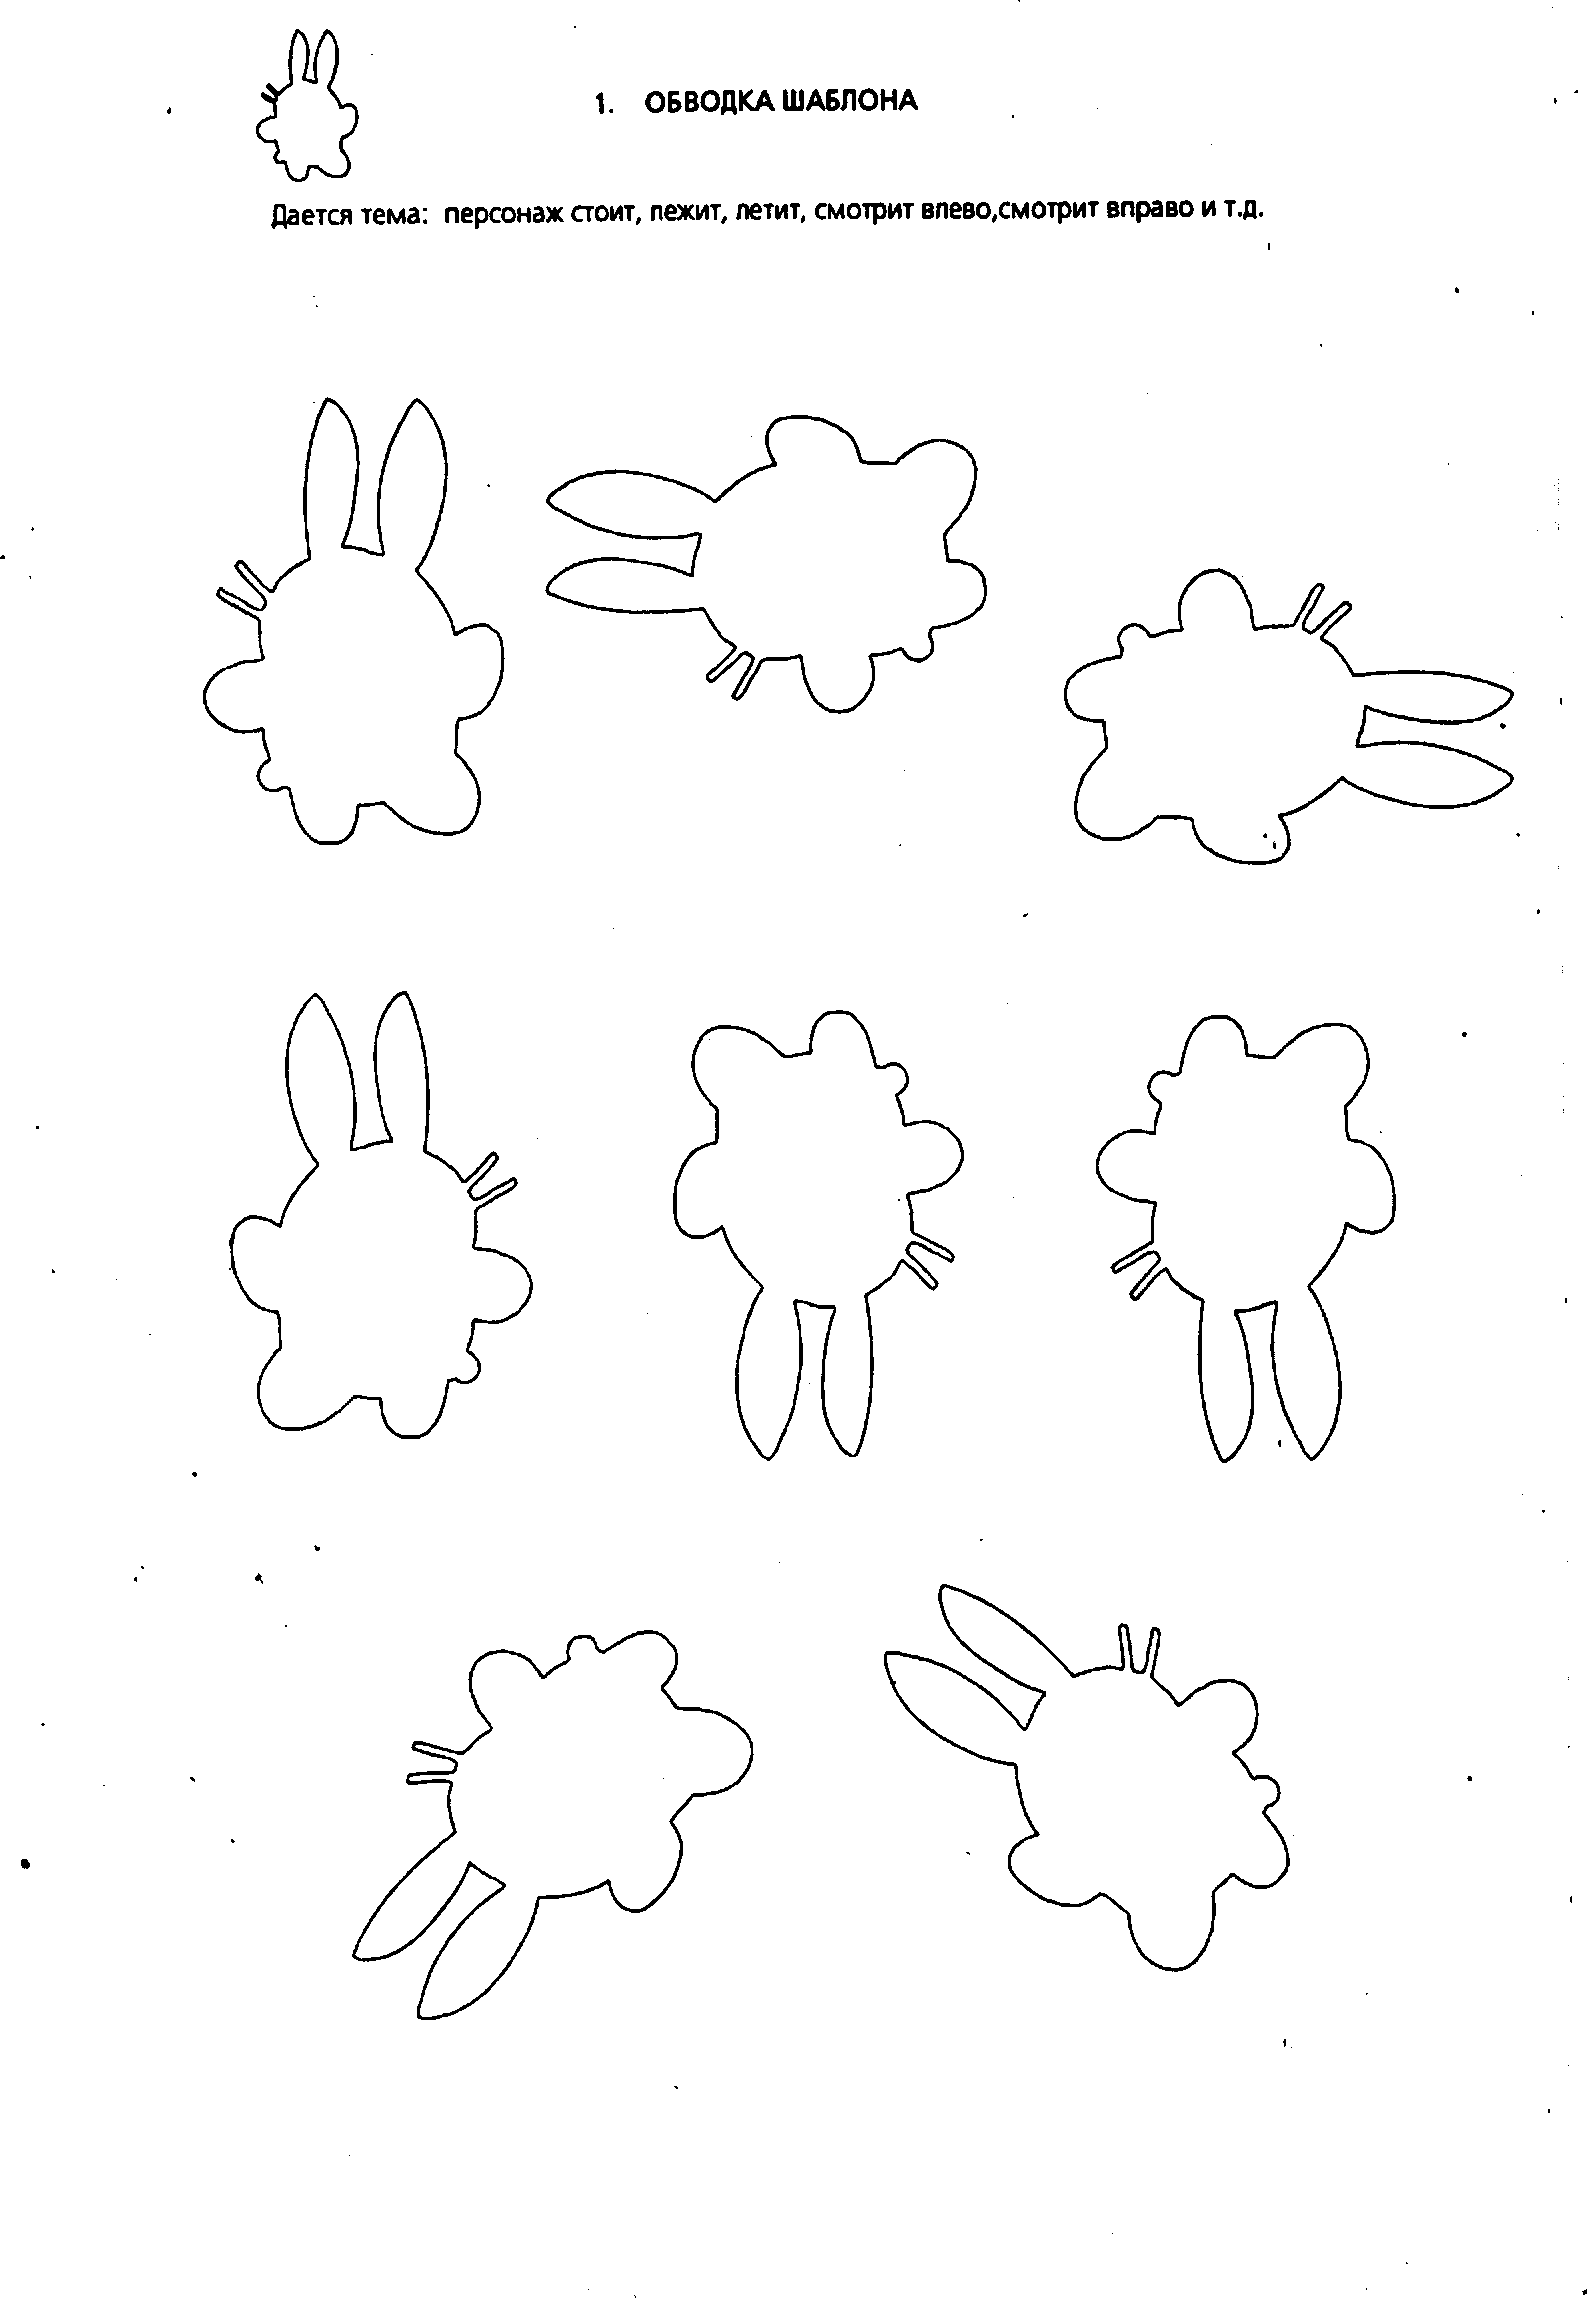 1. ОБВОДКА ШАБЛОНА
Дается тема: персонаж стоит, лежит, летит, смотрит влево,смотрит вправо и т.д.